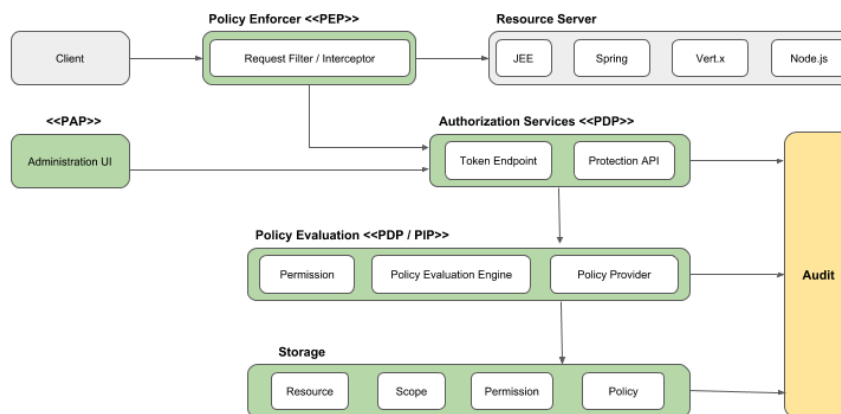 Policy Enforcer <<PEP>>
Resource Server
Client
Request Filter / Interceptor
JEE
Spring
Vert.x
Node.js
<<PAP>>
Authorization Services <<PDP>>
Administration UI
Token Endpoint
Protection API
Policy Evaluation <<PDP / PIP>>
Permission
Policy Evaluation Engine
Policy Provider
Audit
Storage
Resource
Scope
Permission
Policy